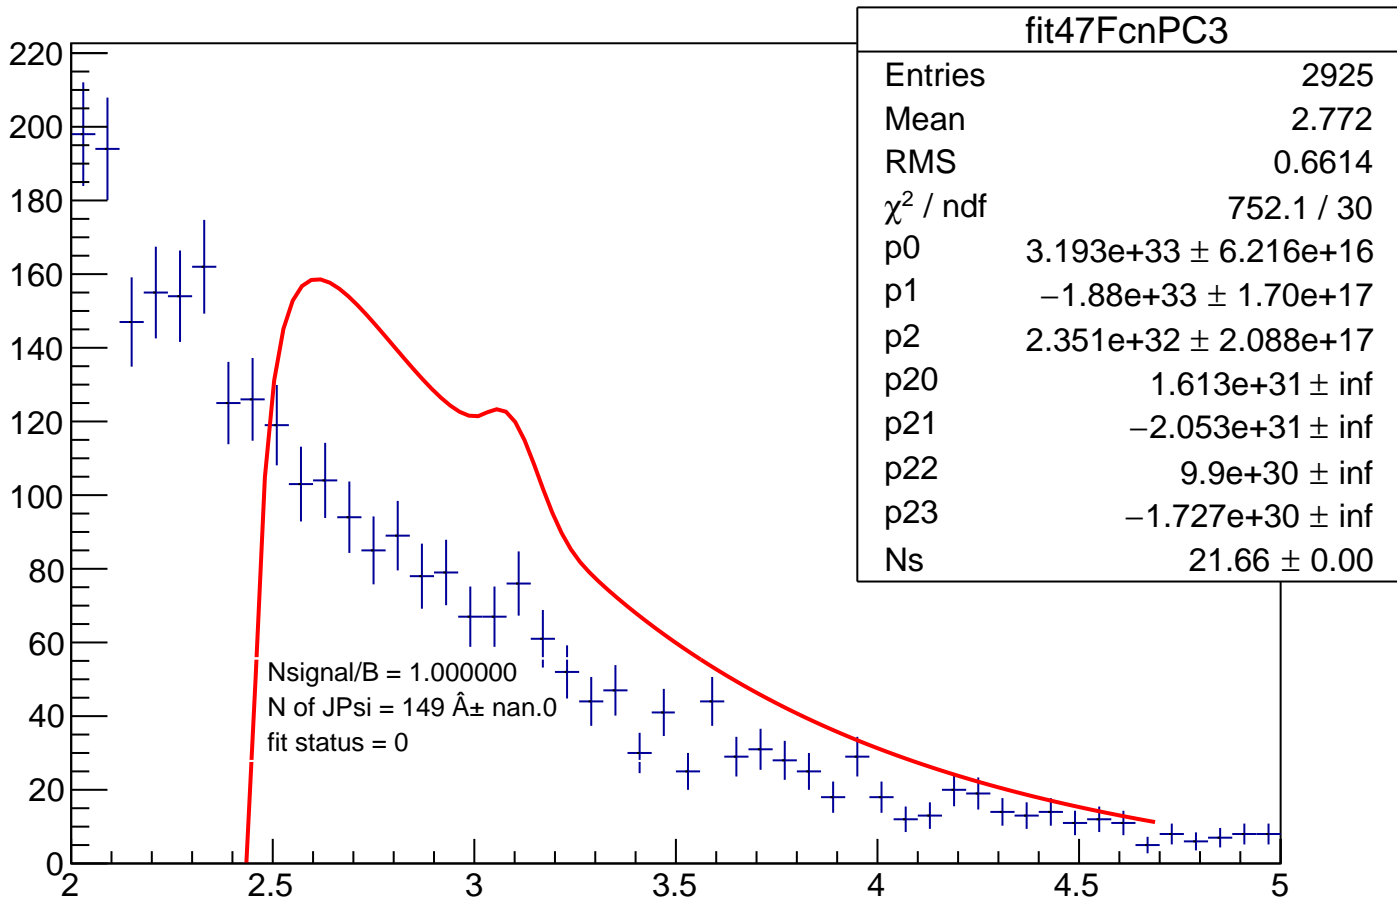 fit47FcnPC3
Entries 2925
Mean 2.772
RMS 0.6614
χ² / ndf 752.1 / 30
p0 3.193e+33 ± 6.216e+16
p1 −1.88e+33 ± 1.70e+17
p2 2.351e+32 ± 2.088e+17
p20 1.613e+31 ± inf
p21 −2.053e+31 ± inf
p22 9.9e+30 ± inf
p23 −1.727e+30 ± inf
Ns 21.66 ± 0.00
220
200
180
160
140
120
100
80
60
40
20
0
Nsignal/B = 1.000000
N of JPsi = 149 Â± nan.0
fit status = 0
2 2.5 3 3.5 4 4.5 5